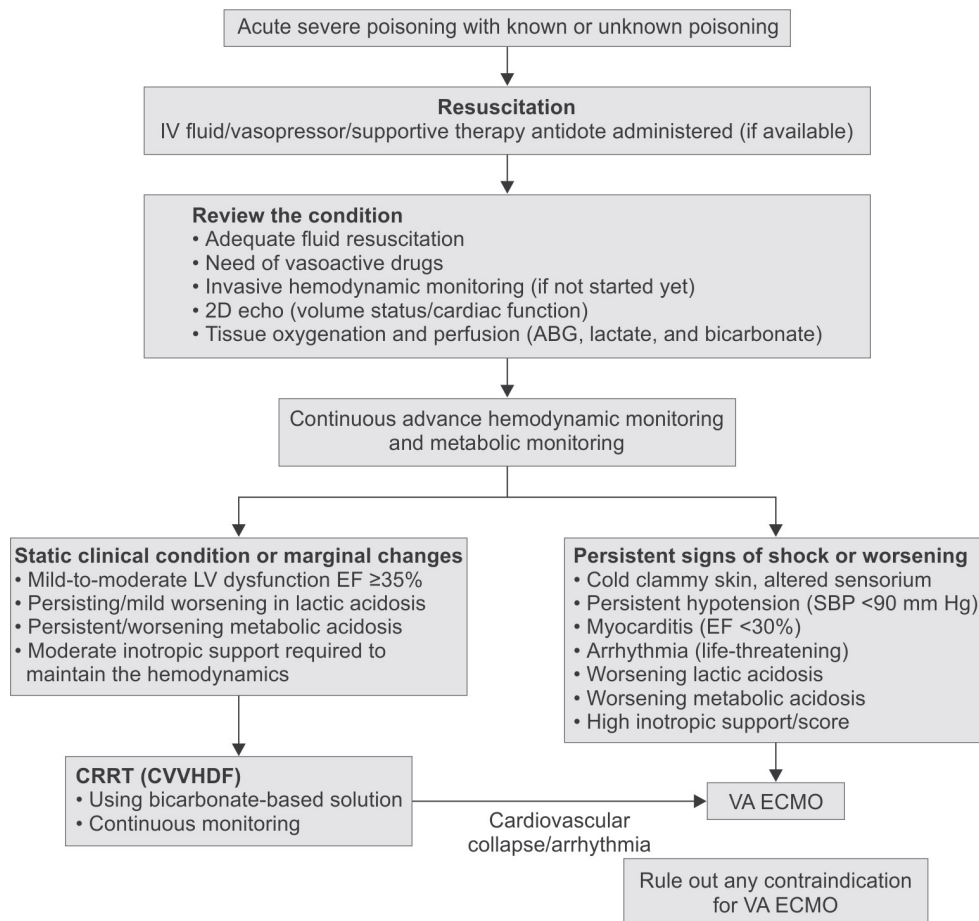 Acute severe poisoning with known or unknown poisoning
Resuscitation
IV fluid/vasopressor/supportive therapy antidote administered (if available)
Review the condition
• Adequate fluid resuscitation
• Need of vasoactive drugs
• Invasive hemodynamic monitoring (if not started yet)
• 2D echo (volume status/cardiac function)
• Tissue oxygenation and perfusion (ABG, lactate, and bicarbonate)
Continuous advance hemodynamic monitoring
and metabolic monitoring
Static clinical condition or marginal changes
• Mild-to-moderate LV dysfunction EF ≥35%
• Persisting/mild worsening in lactic acidosis
• Persistent/worsening metabolic acidosis
• Moderate inotropic support required to
maintain the hemodynamics
Persistent signs of shock or worsening
• Cold clammy skin, altered sensorium
• Persistent hypotension (SBP <90 mm Hg)
• Myocarditis (EF <30%)
• Arrhythmia (life-threatening)
• Worsening lactic acidosis
• Worsening metabolic acidosis
• High inotropic support/score
CRRT (CVVHDF)
• Using bicarbonate-based solution
• Continuous monitoring
Cardiovascular
collapse/arrhythmia
VA ECMO
Rule out any contraindication
for VA ECMO